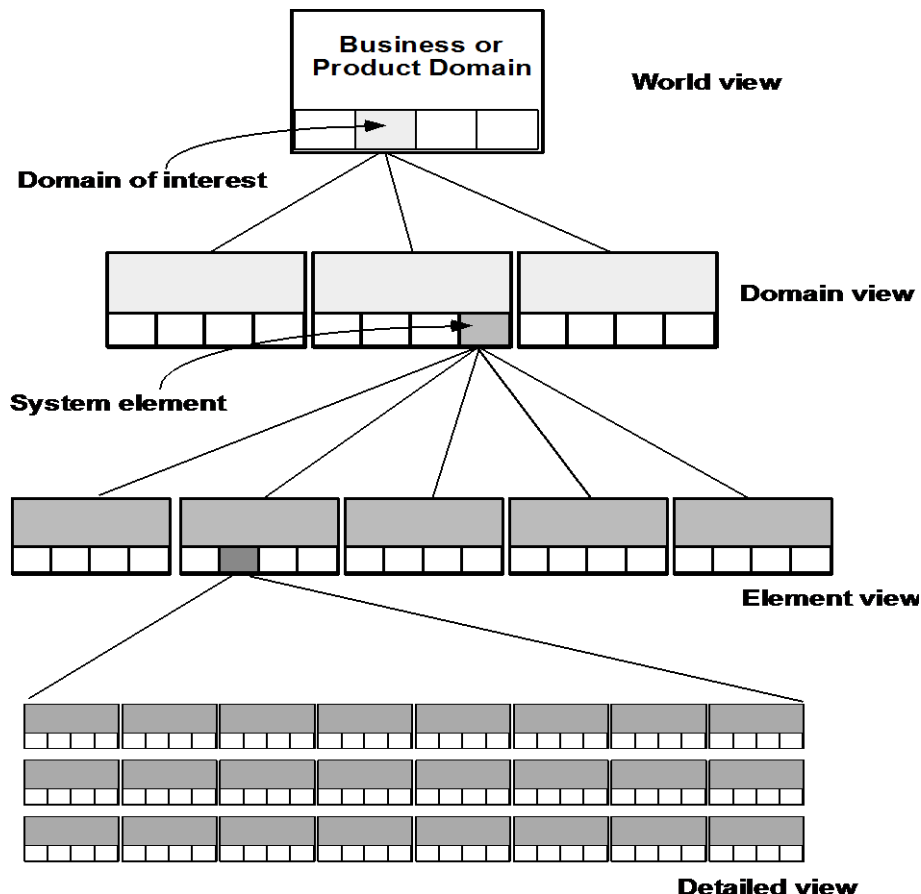 Business or
Product Domain
World view
Domain of interest
Domain view
System element
Element view
Detailed view